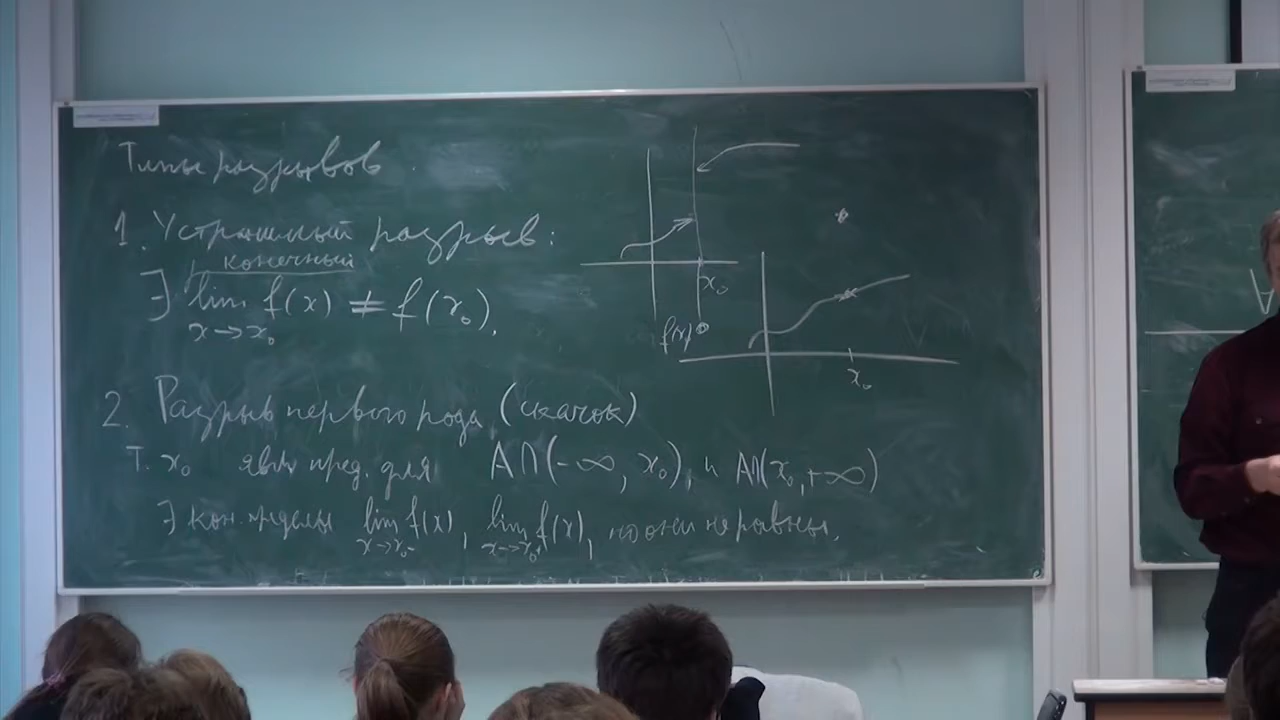 Типы разрывов.
1. Устранимый разрыв:
конечный
∃ lim f(x) ≠ f(x₀).
x→x₀
2. Разрыв первого рода (скачок)
Т. x₀ явл. пред. для A∩(-∞, x₀), и A∩(x₀, +∞)
∃ кон. пределы lim f(x), lim f(x), но они не равны.
x→x₀- x→x₀+
x₀
f(x₀)
x₀